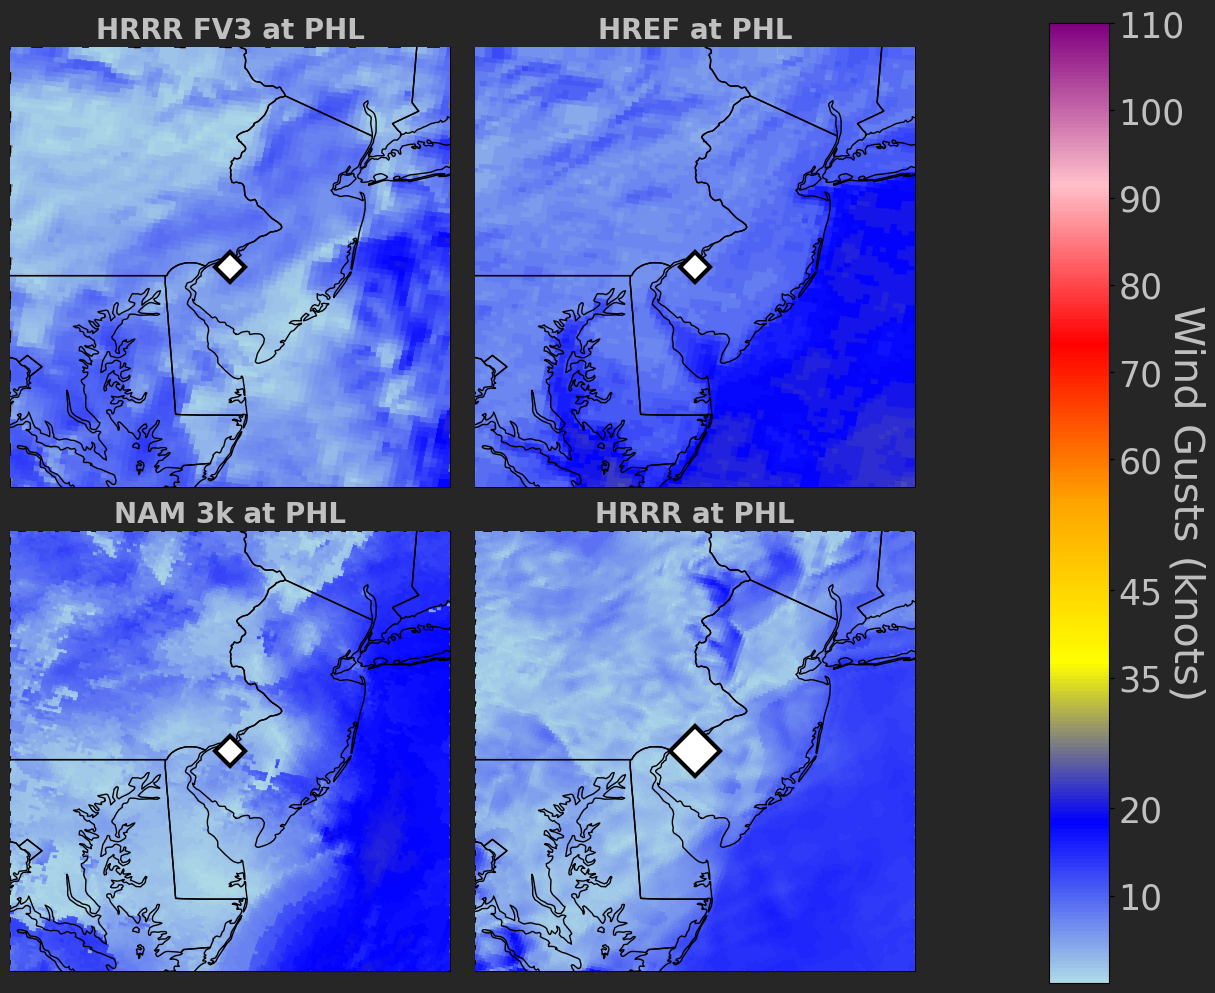 HRRR FV3 at PHL
HREF at PHL
NAM 3k at PHL
HRRR at PHL
110
100
90
80
70
60
45
35
20
10
Wind Gusts (knots)